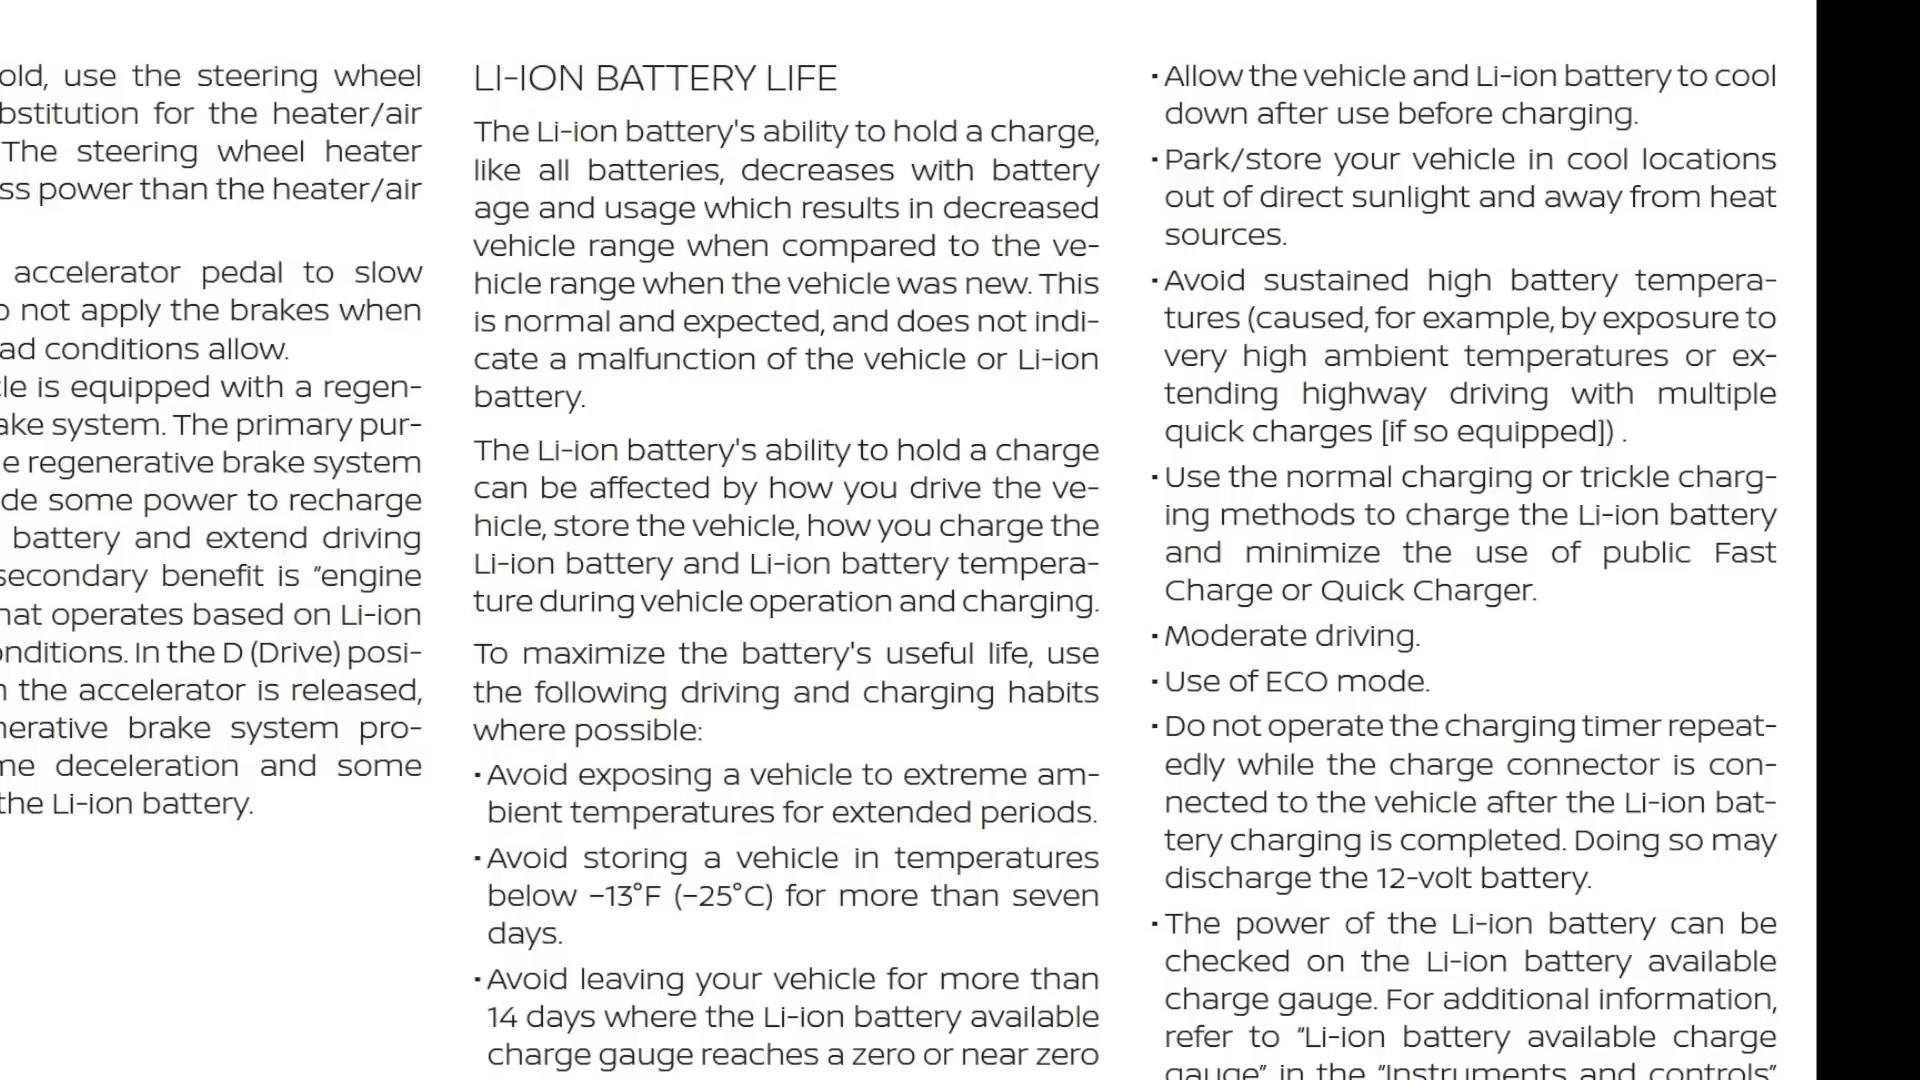 old, use the steering wheel
bstitution for the heater/air
The steering wheel heater
ss power than the heater/air
accelerator pedal to slow
o not apply the brakes when
ad conditions allow.
cle is equipped with a regen-
ake system. The primary pur-
e regenerative brake system
de some power to recharge
battery and extend driving
secondary benefit is “engine
hat operates based on Li-ion
onditions. In the D (Drive) posi-
n the accelerator is released,
nerative brake system pro-
me deceleration and some
the Li-ion battery.
LI-ION BATTERY LIFE
The Li-ion battery's ability to hold a charge,
like all batteries, decreases with battery
age and usage which results in decreased
vehicle range when compared to the ve-
hicle range when the vehicle was new. This
is normal and expected, and does not indi-
cate a malfunction of the vehicle or Li-ion
battery.
The Li-ion battery's ability to hold a charge
can be affected by how you drive the ve-
hicle, store the vehicle, how you charge the
Li-ion battery and Li-ion battery tempera-
ture during vehicle operation and charging.
To maximize the battery's useful life, use
the following driving and charging habits
where possible:
· Avoid exposing a vehicle to extreme am-
bient temperatures for extended periods.
· Avoid storing a vehicle in temperatures
below −13°F (−25°C) for more than seven
days.
· Avoid leaving your vehicle for more than
14 days where the Li-ion battery available
charge gauge reaches a zero or near zero
· Allow the vehicle and Li-ion battery to cool
down after use before charging.
· Park/store your vehicle in cool locations
out of direct sunlight and away from heat
sources.
· Avoid sustained high battery tempera-
tures (caused, for example, by exposure to
very high ambient temperatures or ex-
tending highway driving with multiple
quick charges [if so equipped]) .
· Use the normal charging or trickle charg-
ing methods to charge the Li-ion battery
and minimize the use of public Fast
Charge or Quick Charger.
· Moderate driving.
· Use of ECO mode.
· Do not operate the charging timer repeat-
edly while the charge connector is con-
nected to the vehicle after the Li-ion bat-
tery charging is completed. Doing so may
discharge the 12-volt battery.
· The power of the Li-ion battery can be
checked on the Li-ion battery available
charge gauge. For additional information,
refer to “Li-ion battery available charge
gauge” in the “Instruments and controls”